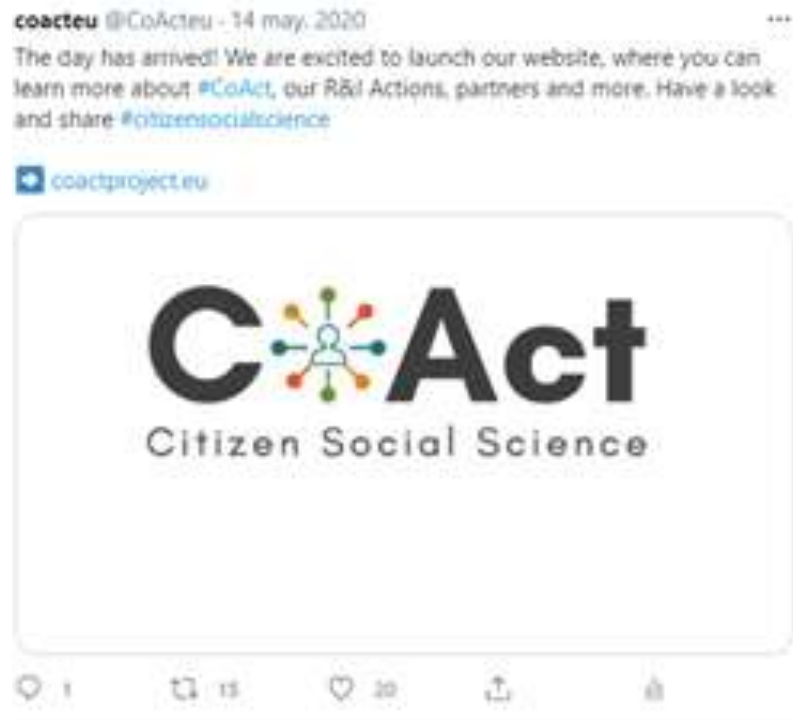 coacteu @CoActeu · 14 may. 2020
The day has arrived! We are excited to launch our website, where you can
learn more about #CoAct, our R&I Actions, partners and more. Have a look
and share #citizensocialscience
coactproject.eu
CoAct
Citizen Social Science
1 15 20